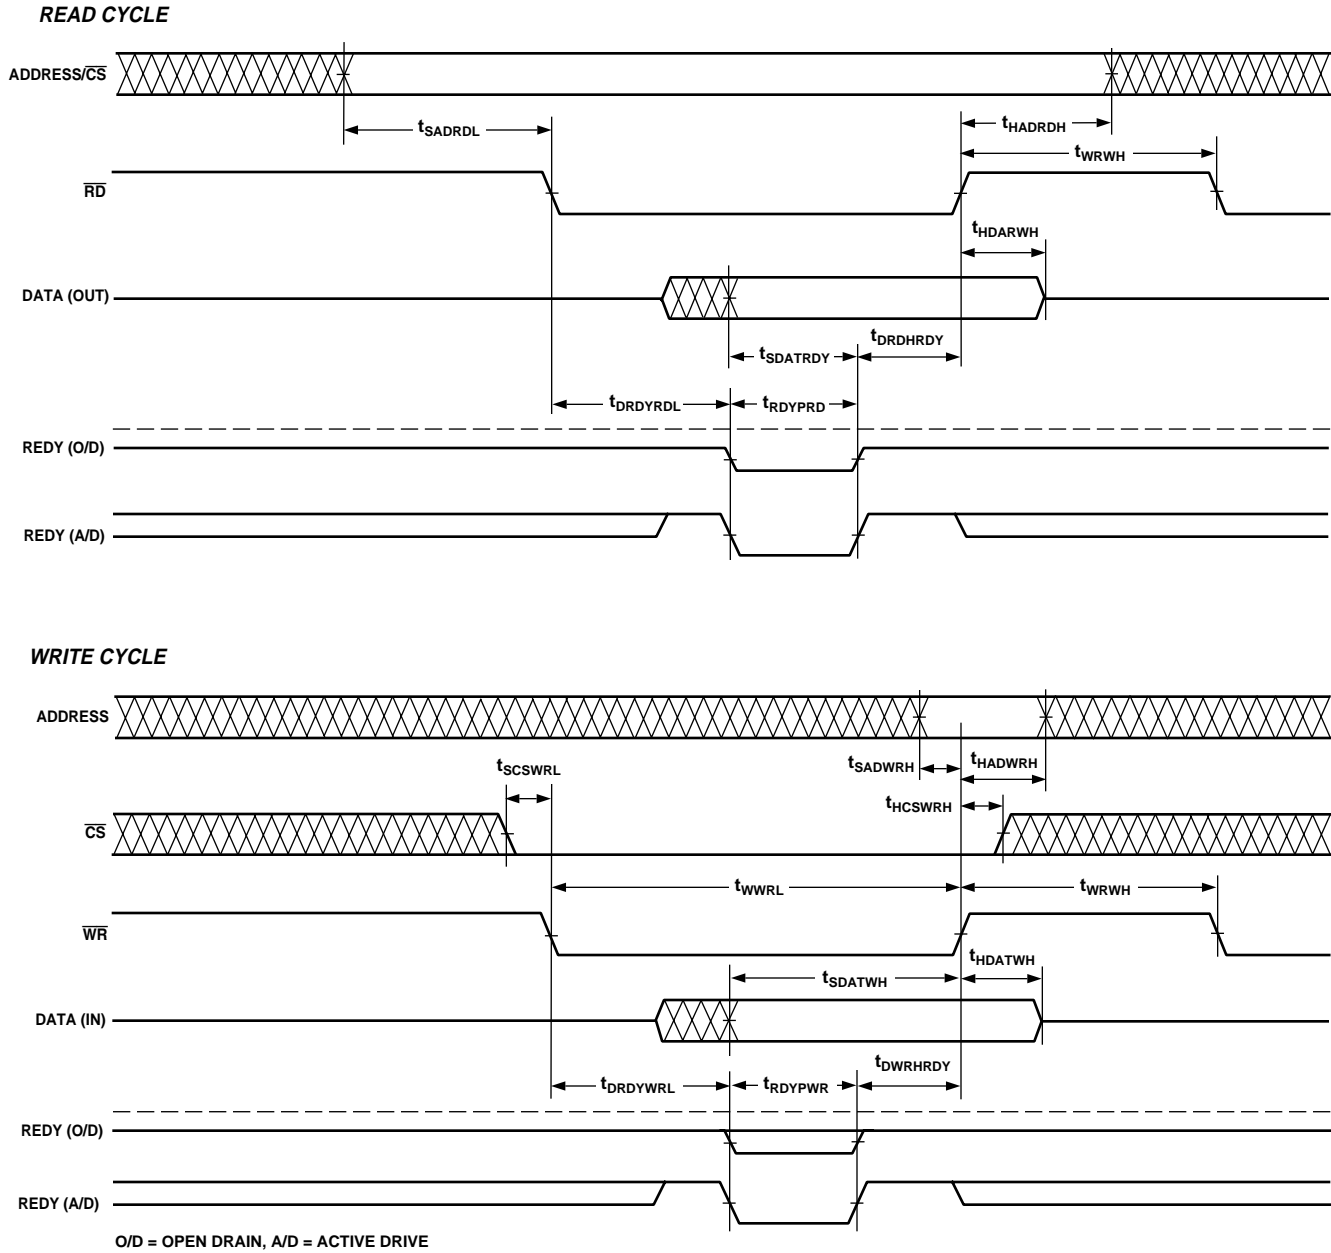 READ CYCLE
ADDRESS/CS
tSADRDL
tHADRDH
tWRWH
RD
tHDARWH
DATA (OUT)
tSDATRDY
tDRDHRDY
tDRDYRDL
tRDYPRD
REDY (O/D)
REDY (A/D)
WRITE CYCLE
ADDRESS
tSCSWRL
tSADWRH
tHADWRH
tHCSWRH
CS
tWWRL
tWRWH
WR
tHDATWH
tSDATWH
DATA (IN)
tDRDYWRL
tRDYPWR
tDWRHRDY
REDY (O/D)
REDY (A/D)
O/D = OPEN DRAIN, A/D = ACTIVE DRIVE